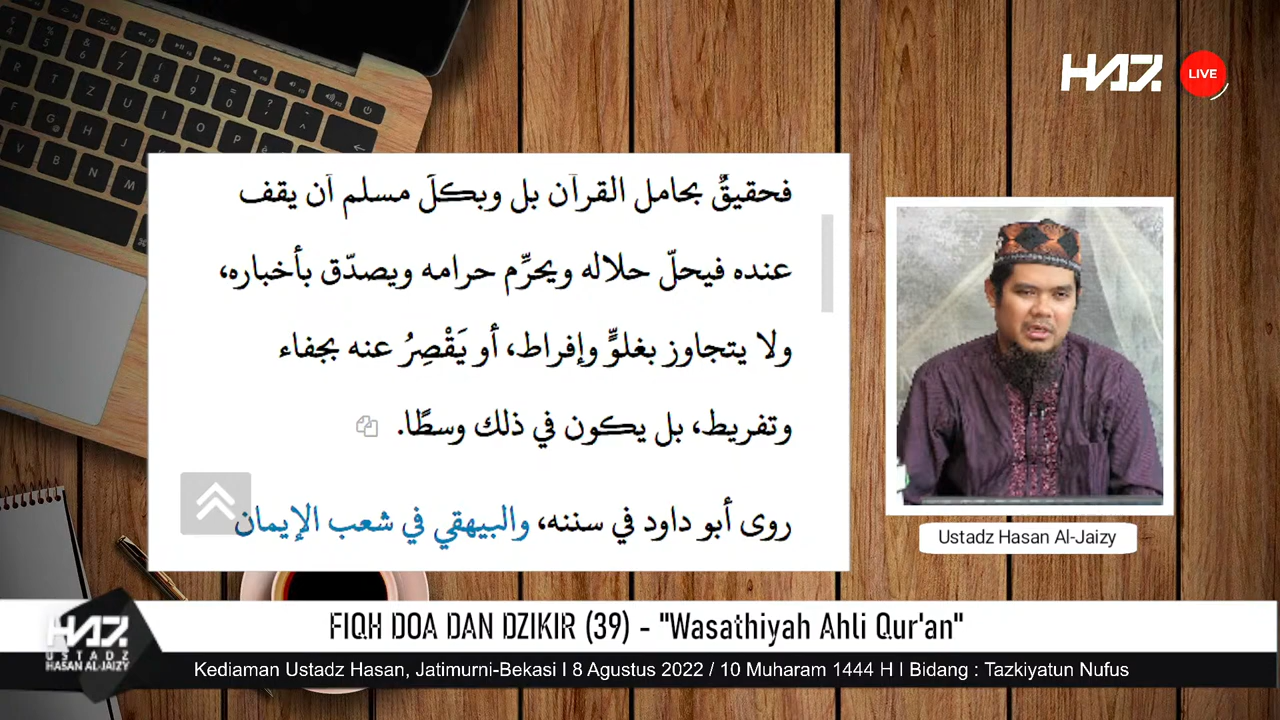 HAZ
LIVE
فحقيقٌ بحامل القرآن بل وبكلّ مسلم أن يقف
عنده فيحلّ حلاله ويحرِّم حرامه ويصدّق بأخباره،
ولا يتجاوز بغلوٍّ وإفراط، أو يَقْصِرُ عنه بجفاء
وتفريط، بل يكون في ذلك وسطًا.
روى أبو داود في سننه، والبيهقي في شعب الإيمان
Ustadz Hasan Al-Jaizy
FIQH DOA DAN DZIKIR (39) - "Wasathiyah Ahli Qur'an"
HAZ
USTADZ
HASAN AL-JAIZY
Kediaman Ustadz Hasan, Jatimurni-Bekasi I 8 Agustus 2022 / 10 Muharam 1444 H I Bidang : Tazkiyatun Nufus